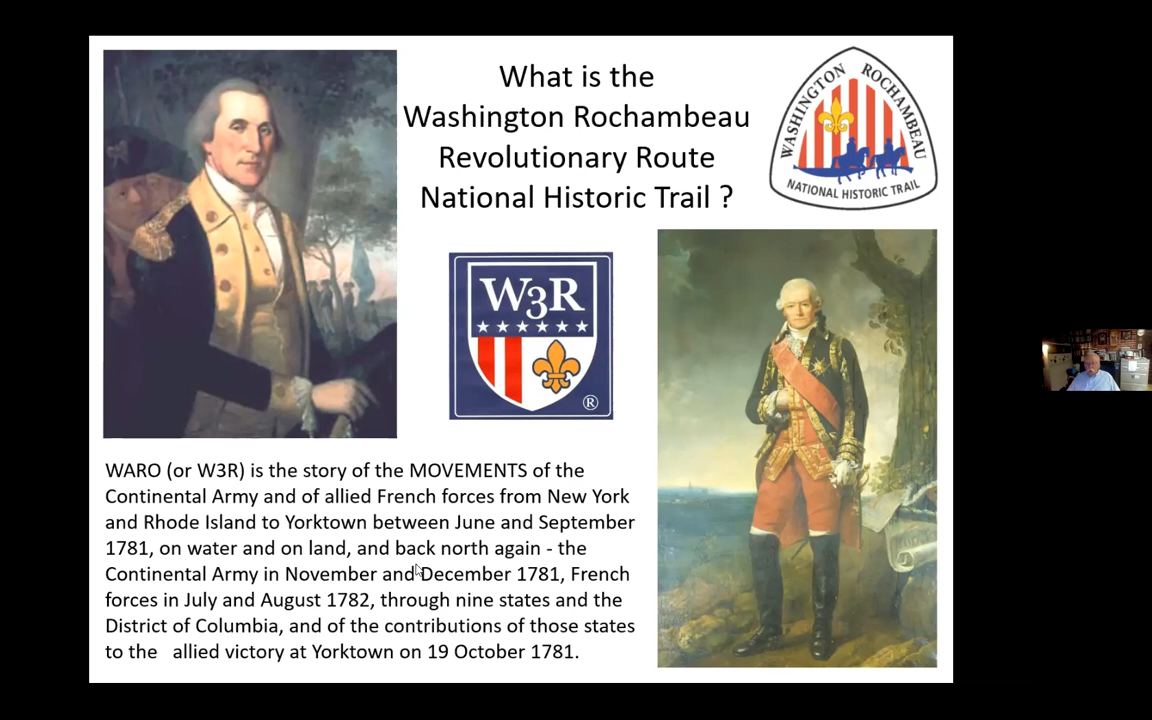 What is the
Washington Rochambeau
Revolutionary Route
National Historic Trail ?
WASHINGTON ROCHAMBEAU
NATIONAL HISTORIC TRAIL
W3R
®
WARO (or W3R) is the story of the MOVEMENTS of the
Continental Army and of allied French forces from New York
and Rhode Island to Yorktown between June and September
1781, on water and on land, and back north again - the
Continental Army in November and December 1781, French
forces in July and August 1782, through nine states and the
District of Columbia, and of the contributions of those states
to the allied victory at Yorktown on 19 October 1781.